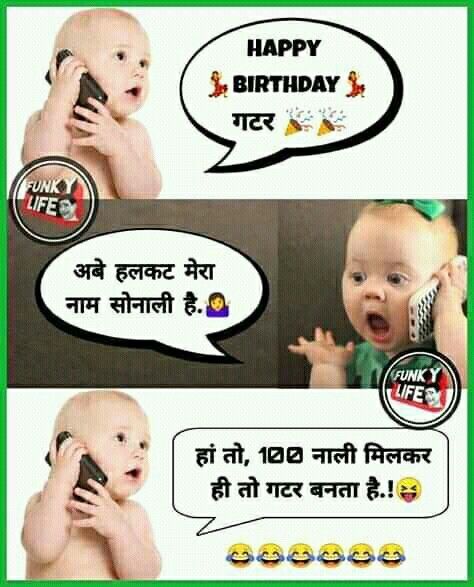 HAPPY
💃BIRTHDAY💃
गटर 🎉🎉
FUNKY
LIFE
अबे हलकट मेरा
नाम सोनाली है.🤷‍♀️
FUNKY
LIFE
हां तो, 100 नाली मिलकर
ही तो गटर बनता है.!😝
😂😂😂😂😂😂